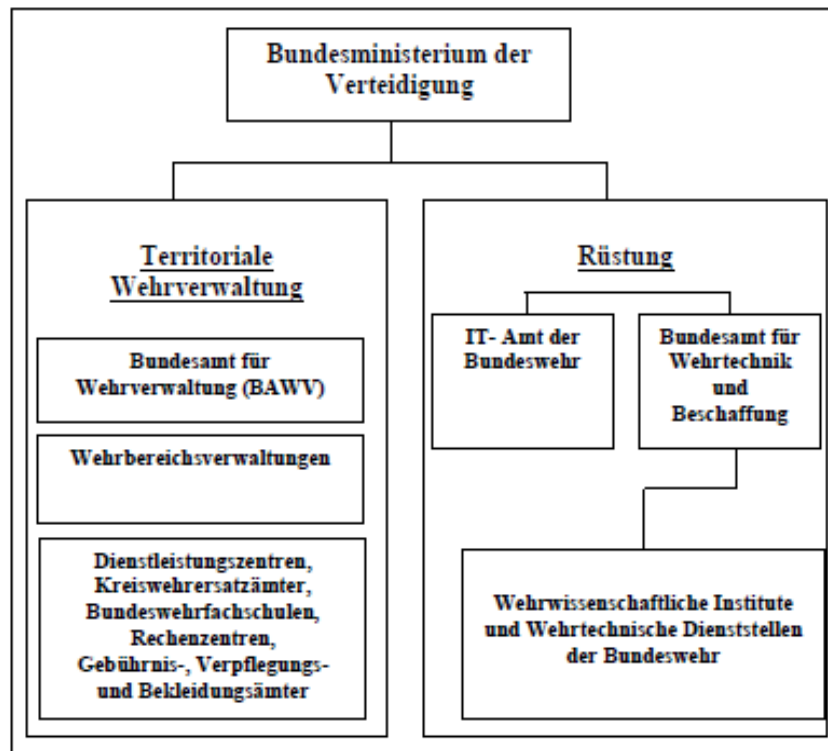 Bundesministerium der
Verteidigung
Territoriale
Wehrverwaltung
Bundesamt für
Wehrverwaltung (BAWV)
Wehrbereichsverwaltungen
Dienstleistungszentren,
Kreiswehrersatzämter,
Bundeswehrfachschulen,
Rechenzentren,
Gebührnis-, Verpflegungs-
und Bekleidungsämter
Rüstung
IT- Amt der
Bundeswehr
Bundesamt für
Wehrtechnik
und
Beschaffung
Wehrwissenschaftliche Institute
und Wehrtechnische Dienststellen
der Bundeswehr